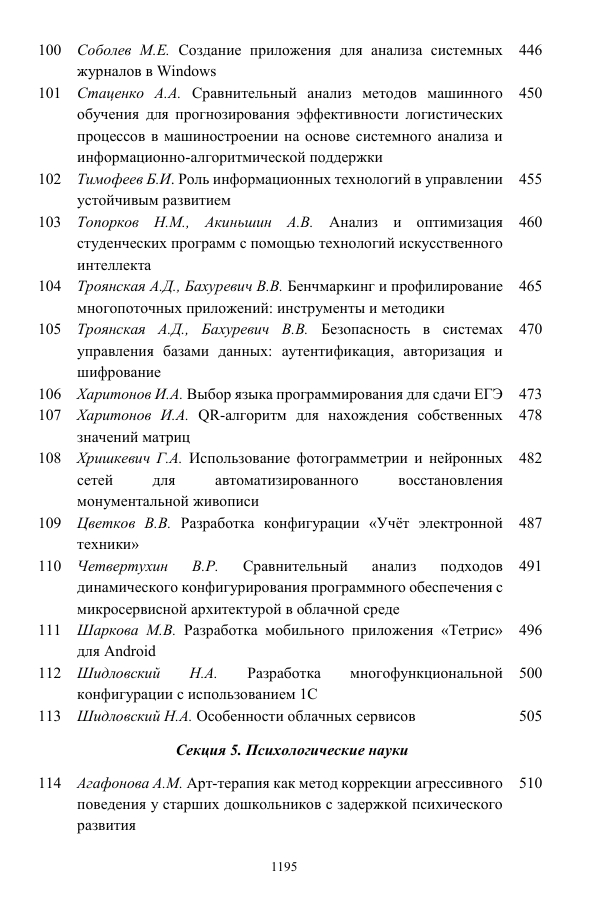 100 Соболев М.Е. Создание приложения для анализа системных 446
журналов в Windows
101 Стаценко А.А. Сравнительный анализ методов машинного 450
обучения для прогнозирования эффективности логистических
процессов в машиностроении на основе системного анализа и
информационно-алгоритмической поддержки
102 Тимофеев Б.И. Роль информационных технологий в управлении 455
устойчивым развитием
103 Топорков Н.М., Акиньшин А.В. Анализ и оптимизация 460
студенческих программ с помощью технологий искусственного
интеллекта
104 Троянская А.Д., Бахуревич В.В. Бенчмаркинг и профилирование 465
многопоточных приложений: инструменты и методики
105 Троянская А.Д., Бахуревич В.В. Безопасность в системах 470
управления базами данных: аутентификация, авторизация и
шифрование
106 Харитонов И.А. Выбор языка программирования для сдачи ЕГЭ 473
107 Харитонов И.А. QR-алгоритм для нахождения собственных 478
значений матриц
108 Хришкевич Г.А. Использование фотограмметрии и нейронных 482
сетей для автоматизированного восстановления
монументальной живописи
109 Цветков В.В. Разработка конфигурации «Учёт электронной 487
техники»
110 Четвертухин В.Р. Сравнительный анализ подходов 491
динамического конфигурирования программного обеспечения с
микросервисной архитектурой в облачной среде
111 Шаркова М.В. Разработка мобильного приложения «Тетрис» 496
для Android
112 Шидловский Н.А. Разработка многофункциональной 500
конфигурации с использованием 1С
113 Шидловский Н.А. Особенности облачных сервисов 505
Секция 5. Психологические науки
114 Агафонова А.М. Арт-терапия как метод коррекции агрессивного 510
поведения у старших дошкольников с задержкой психического
развития
1195